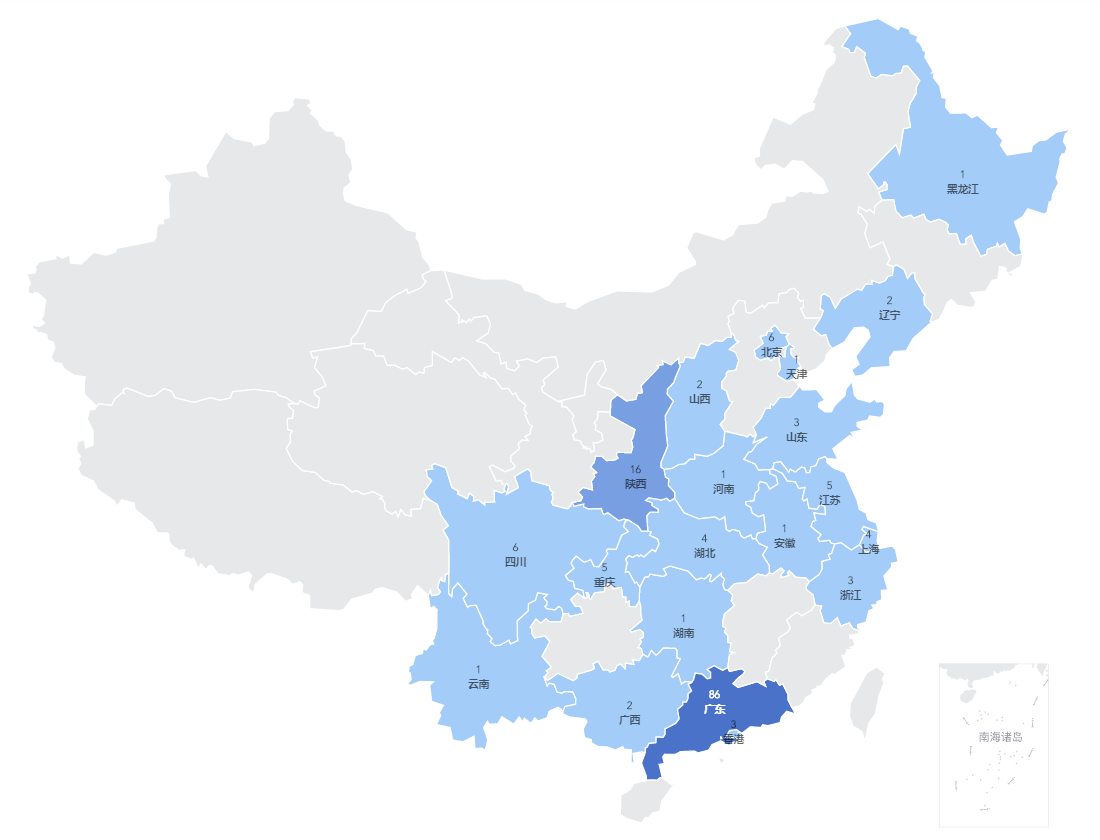 1
黑龙江
2
辽宁
6
北京
1
天津
2
山西
3
山东
16
陕西
1
河南
5
江苏
1
安徽
4
上海
4
湖北
6
四川
5
重庆
3
浙江
1
湖南
1
云南
2
广西
86
广东
3
香港
南海诸岛